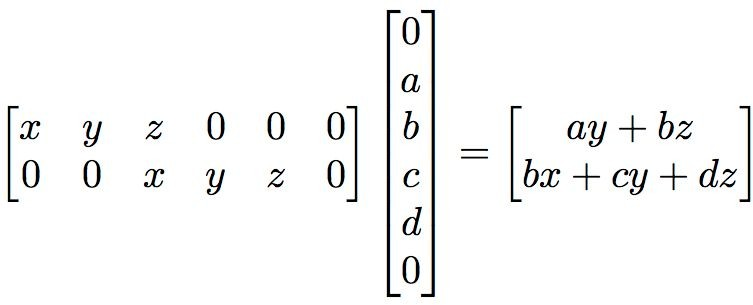 [x y z 0 0 0; 0 0 x y z 0] [0; a; b; c; d; 0] = [ay + bz; bx + cy + dz]